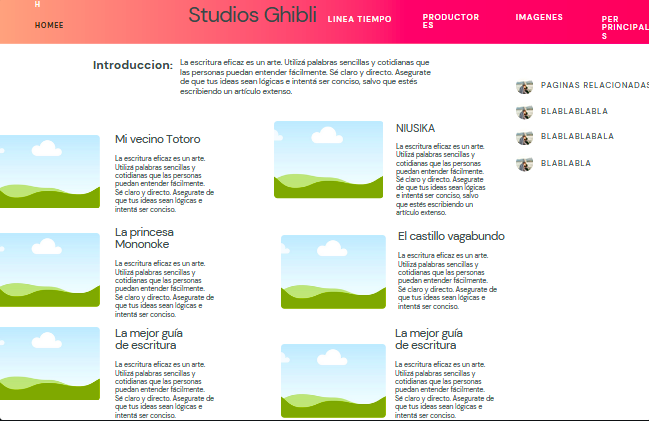 H
HOMEE
Studios Ghibli
LINEA TIEMPO
PRODUCTOR
ES
IMAGENES
PER
PRINCIPAL
S
Introduccion:
La escritura eficaz es un arte. Utilizá palabras sencillas y cotidianas que
las personas puedan entender fácilmente. Sé claro y directo. Asegurate
de que tus ideas sean lógicas e intentá ser conciso, salvo que estés
escribiendo un artículo extenso.
PAGINAS RELACIONADAS
BLABLABLABLA
BLABLABLABALA
BLABLABLA
Mi vecino Totoro
La escritura eficaz es un arte.
Utilizá palabras sencillas y
cotidianas que las personas
puedan entender fácilmente.
Sé claro y directo. Asegurate de
que tus ideas sean lógicas e
intentá ser conciso.
NIUSIKA
La escritura eficaz es un arte.
Utilizá palabras sencillas y
cotidianas que las personas
puedan entender fácilmente.
Sé claro y directo. Asegurate
de que tus ideas sean lógicas
e intentá ser conciso, salvo
que estés escribiendo un
artículo extenso.
La princesa
Mononoke
La escritura eficaz es un arte.
Utilizá palabras sencillas y
cotidianas que las personas
puedan entender fácilmente.
Sé claro y directo. Asegurate de
que tus ideas sean lógicas e
intentá ser conciso.
El castillo vagabundo
La escritura eficaz es un arte.
Utilizá palabras sencillas y
cotidianas que las personas
puedan entender fácilmente.
Sé claro y directo. Asegurate de
que tus ideas sean lógicas e
intentá ser conciso.
La mejor guía
de escritura
La escritura eficaz es un arte.
Utilizá palabras sencillas y
cotidianas que las personas
puedan entender fácilmente.
Sé claro y directo. Asegurate de
que tus ideas sean lógicas e
intentá ser conciso.
La mejor guía
de escritura
La escritura eficaz es un arte.
Utilizá palabras sencillas y
cotidianas que las personas
puedan entender fácilmente.
Sé claro y directo. Asegurate de
que tus ideas sean lógicas e
intentá ser conciso.